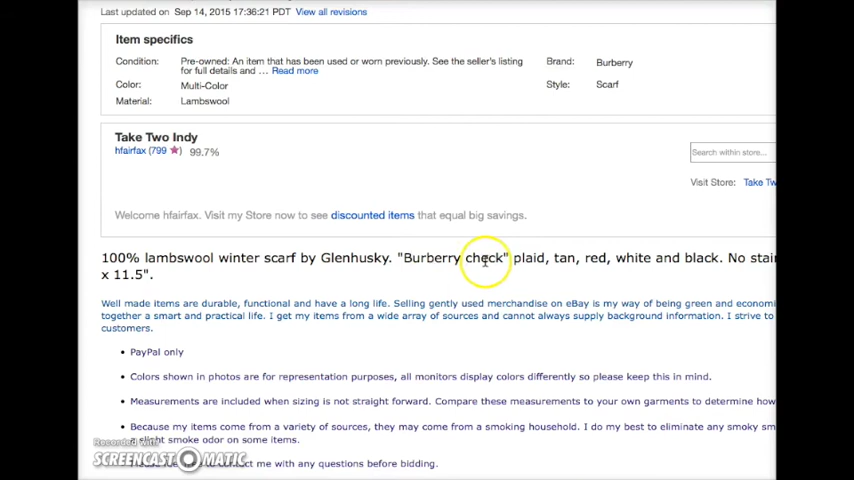 Last updated on Sep 14, 2015 17:36:21 PDT View all revisions
Item specifics
Condition: Pre-owned: An item that has been used or worn previously. See the seller's listing Brand: Burberry
for full details and … Read more
Color: Multi-Color Style: Scarf
Material: Lambswool
Take Two Indy
hfairfax (799 ) 99.7%
Search within store...
Visit Store: Take Tw
Welcome hfairfax. Visit my Store now to see discounted items that equal big savings.
100% lambswool winter scarf by Glenhusky. "Burberry check" plaid, tan, red, white and black. No stai
x 11.5".
Well made items are durable, functional and have a long life. Selling gently used merchandise on eBay is my way of being green and economi
together a smart and practical life. I get my items from a wide array of sources and cannot always supply background information. I strive to
customers.
• PayPal only
• Colors shown in photos are for representation purposes, all monitors display colors differently so please keep this in mind.
• Measurements are included when sizing is not straight forward. Compare these measurements to your own garments to determine how
• Because my items come from a variety of sources, they may come from a smoking household. I do my best to eliminate any smoky sm
a slight smoke odor on some items.
Recorded with
SCREENCAST MATIC
me with any questions before bidding.